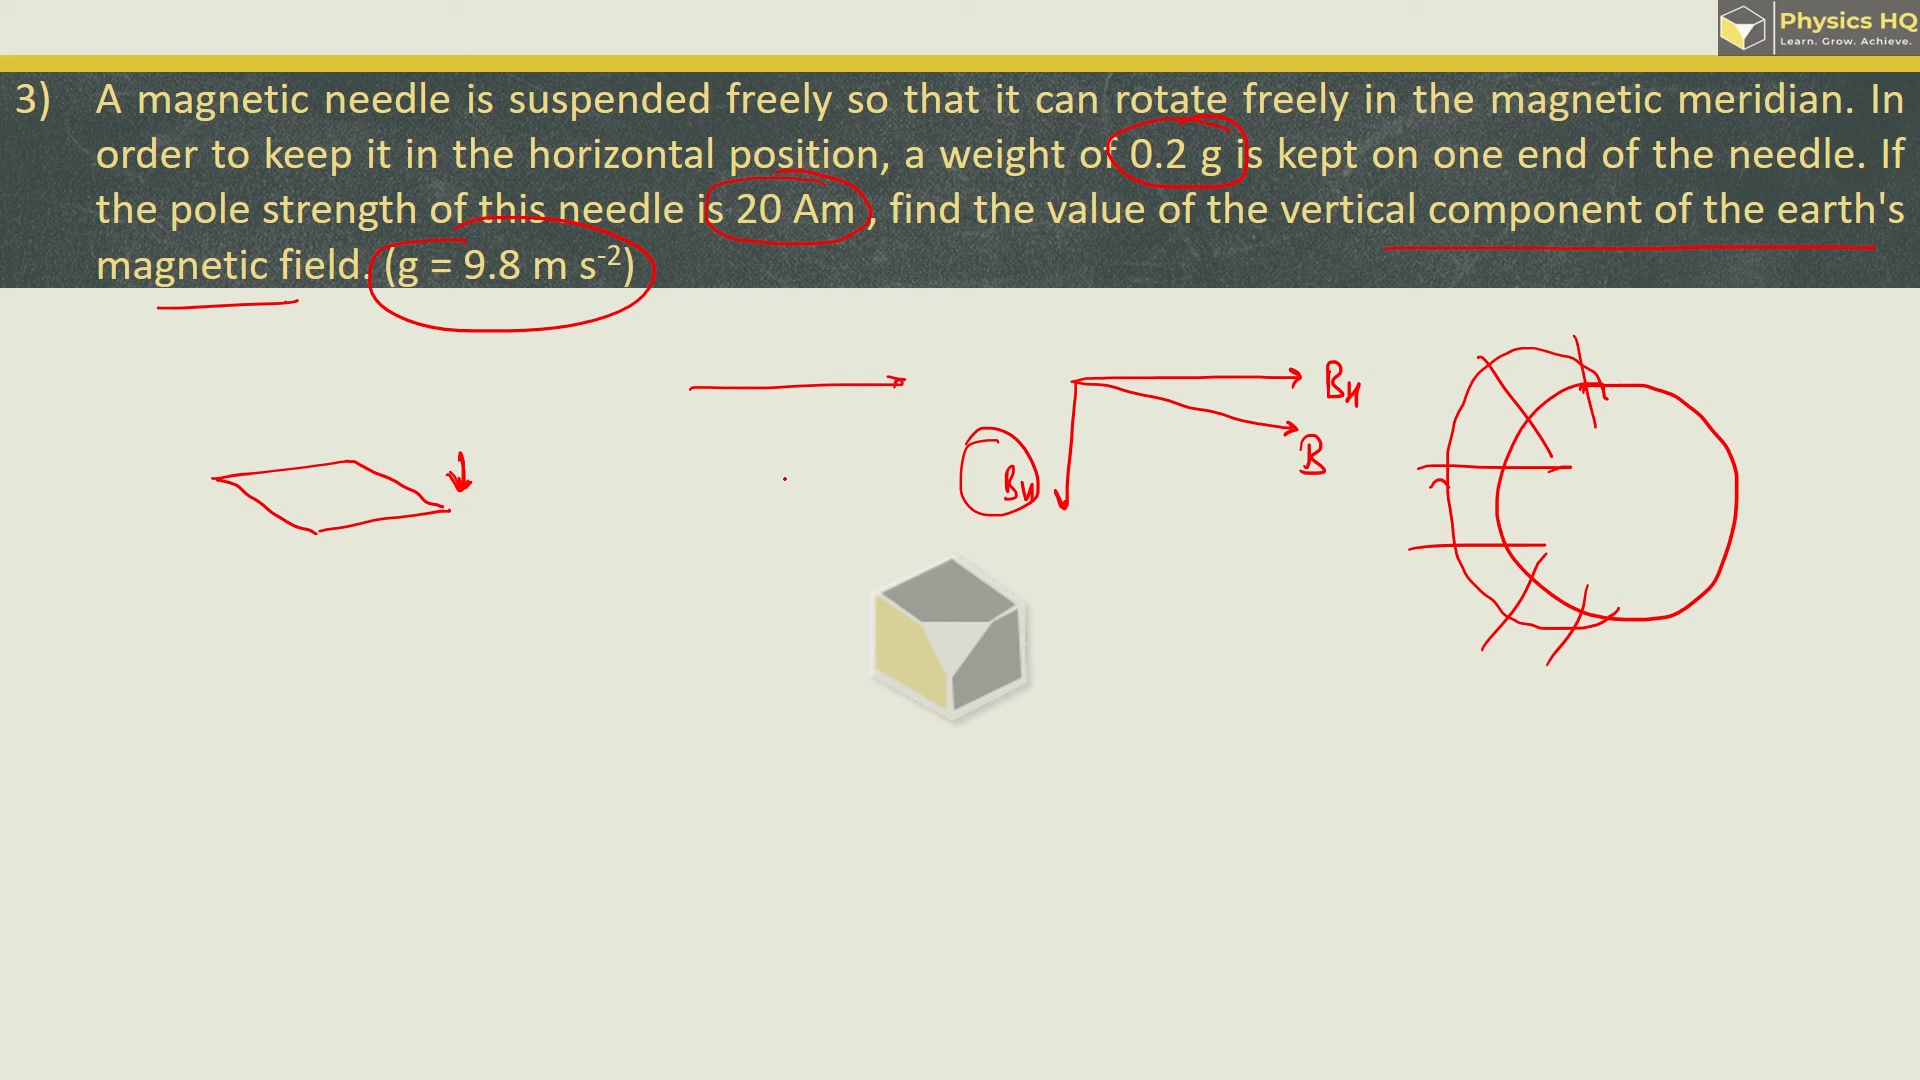 Physics HQ
Learn. Grow. Achieve.
3) A magnetic needle is suspended freely so that it can rotate freely in the magnetic meridian. In
order to keep it in the horizontal position, a weight of 0.2 g is kept on one end of the needle. If
the pole strength of this needle is 20 Am , find the value of the vertical component of the earth's
magnetic field. (g = 9.8 m s⁻²)
B_H
B